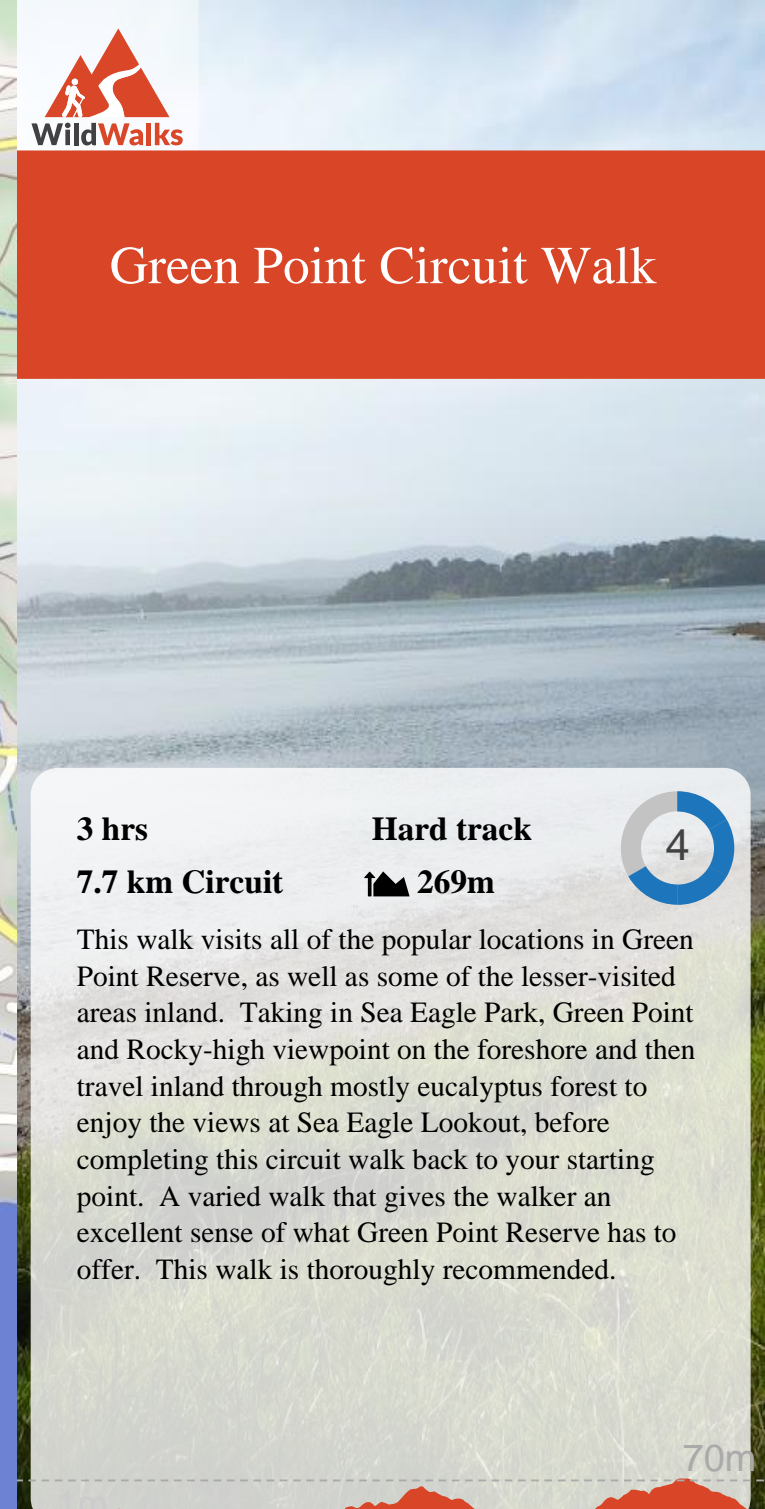 WildWalks
Green Point Circuit Walk
3 hrs
Hard track
4
7.7 km Circuit
269m
This walk visits all of the popular locations in Green
Point Reserve, as well as some of the lesser-visited
areas inland.  Taking in Sea Eagle Park, Green Point
and Rocky-high viewpoint on the foreshore and then
travel inland through mostly eucalyptus forest to
enjoy the views at Sea Eagle Lookout, before
completing this circuit walk back to your starting
point.  A varied walk that gives the walker an
excellent sense of what Green Point Reserve has to
offer.  This walk is thoroughly recommended.
70m